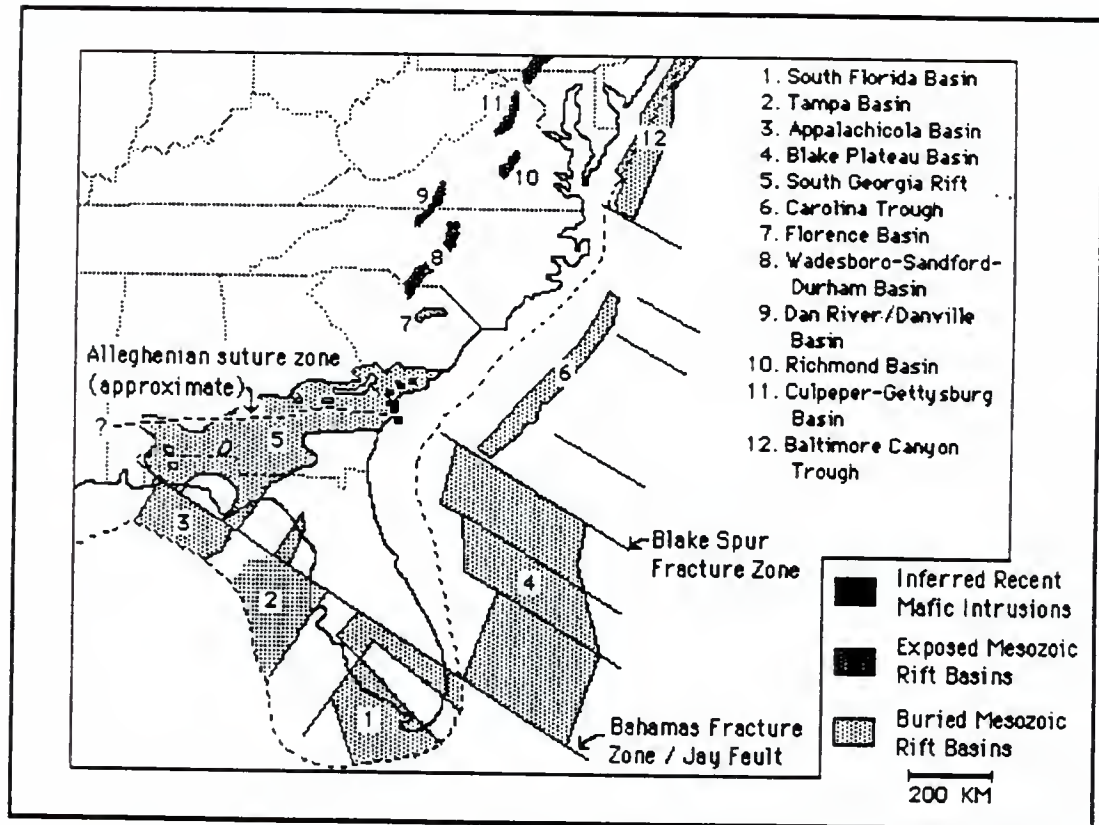 1. South Florida Basin
2. Tampa Basin
3. Appalachicola Basin
4. Blake Plateau Basin
5. South Georgia Rift
6. Carolina Trough
7. Florence Basin
8. Wadesboro-Sandford-
Durham Basin
9. Dan River/Danville
Basin
10. Richmond Basin
11. Culpeper-Gettysburg
Basin
12. Baltimore Canyon
Trough
11
12
10
9
8
7
6
Alleghenian suture zone
(approximate)
?
5
3
4
2
1
Blake Spur
Fracture Zone
Bahamas Fracture
Zone / Jay Fault
Inferred Recent
Mafic Intrusions
Exposed Mesozoic
Rift Basins
Buried Mesozoic
Rift Basins
200 KM